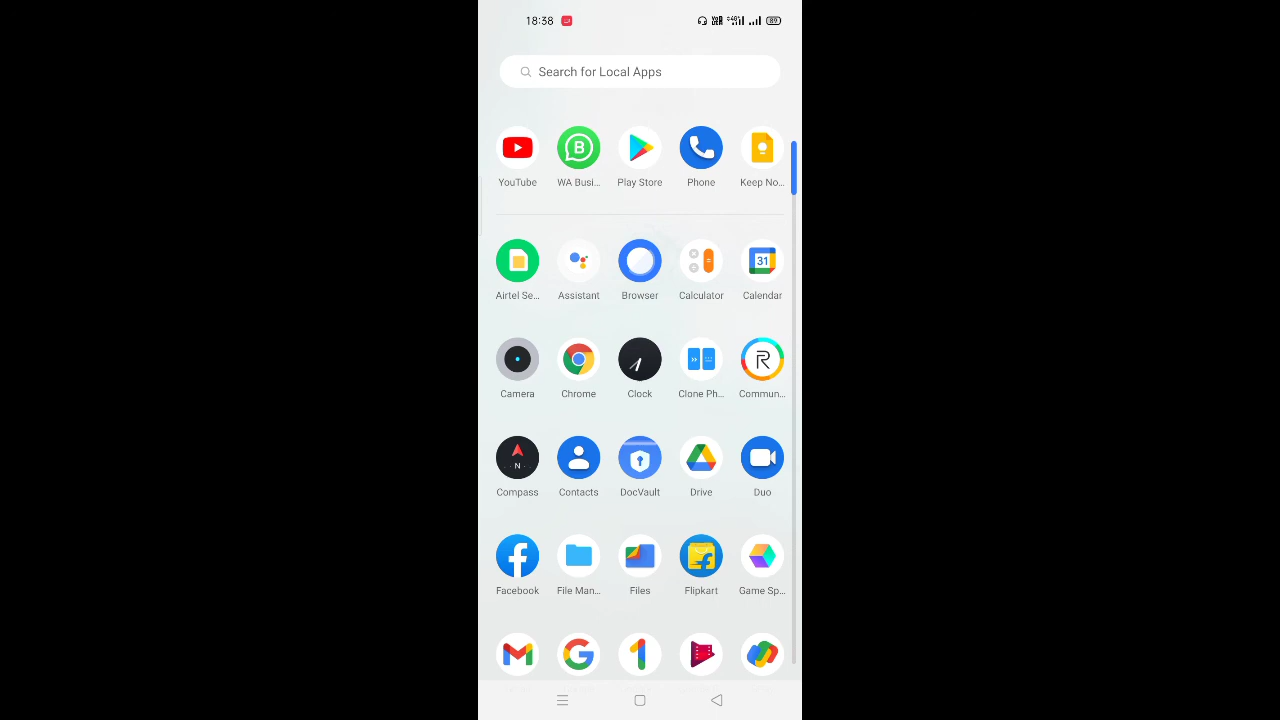 18:38
89
Search for Local Apps
YouTube WA Busi... Play Store Phone Keep No...
31
Airtel Se... Assistant Browser Calculator Calendar
Camera Chrome Clock Clone Ph... Commun...
N
Compass Contacts DocVault Drive Duo
Facebook File Man... Files Flipkart Game Sp...